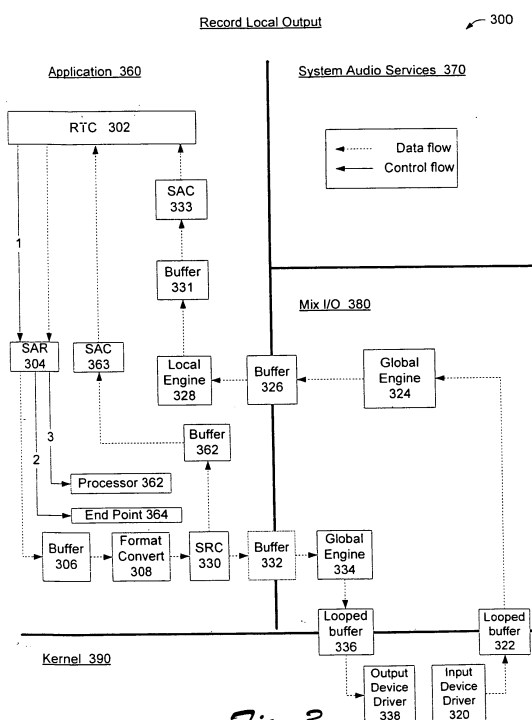 Record Local Output
300
Application 360
System Audio Services 370
RTC 302
Data flow
Control flow
SAC
333
1
Buffer
331
Mix I/O 380
SAR
304
SAC
363
Local
Engine
328
Buffer
326
Global
Engine
324
Buffer
362
3
2
Processor 362
End Point 364
Buffer
306
Format
Convert
308
SRC
330
Buffer
332
Global
Engine
334
Looped
buffer
336
Looped
buffer
322
Kernel 390
Output
Device
Driver
338
Input
Device
Driver
320